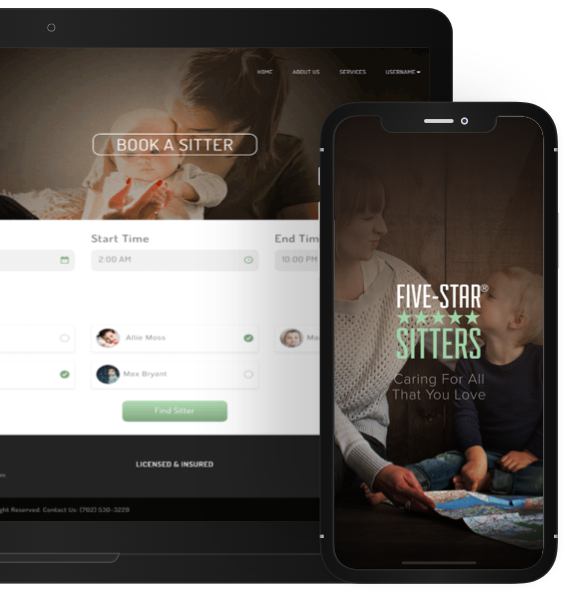 HOME ABOUT US SERVICES USERNAME
BOOK A SITTER
Start Time
End Tim
2:00 AM
10:00 PM
Allie Moss
Ma
Max Bryant
Find Sitter
LICENSED & INSURED
ght Reserved. Contact Us: (702) 530-3229
FIVE-STAR®
SITTERS
Caring For All
That You Love